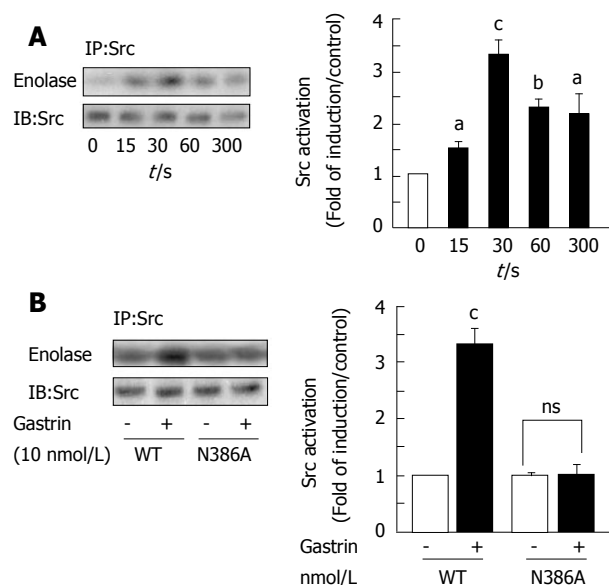 A
IP:Src
Enolase
IB:Src
0 15 30 60 300
t/s
Src activation
(Fold of induction/control)
4
3
2
1
0
a
c
b
a
0 15 30 60 300
t/s
B
IP:Src
Enolase
IB:Src
Gastrin - + - +
(10 nmol/L) WT N386A
Src activation
(Fold of induction/control)
4
3
2
1
0
c
ns
Gastrin - + - +
nmol/L WT N386A